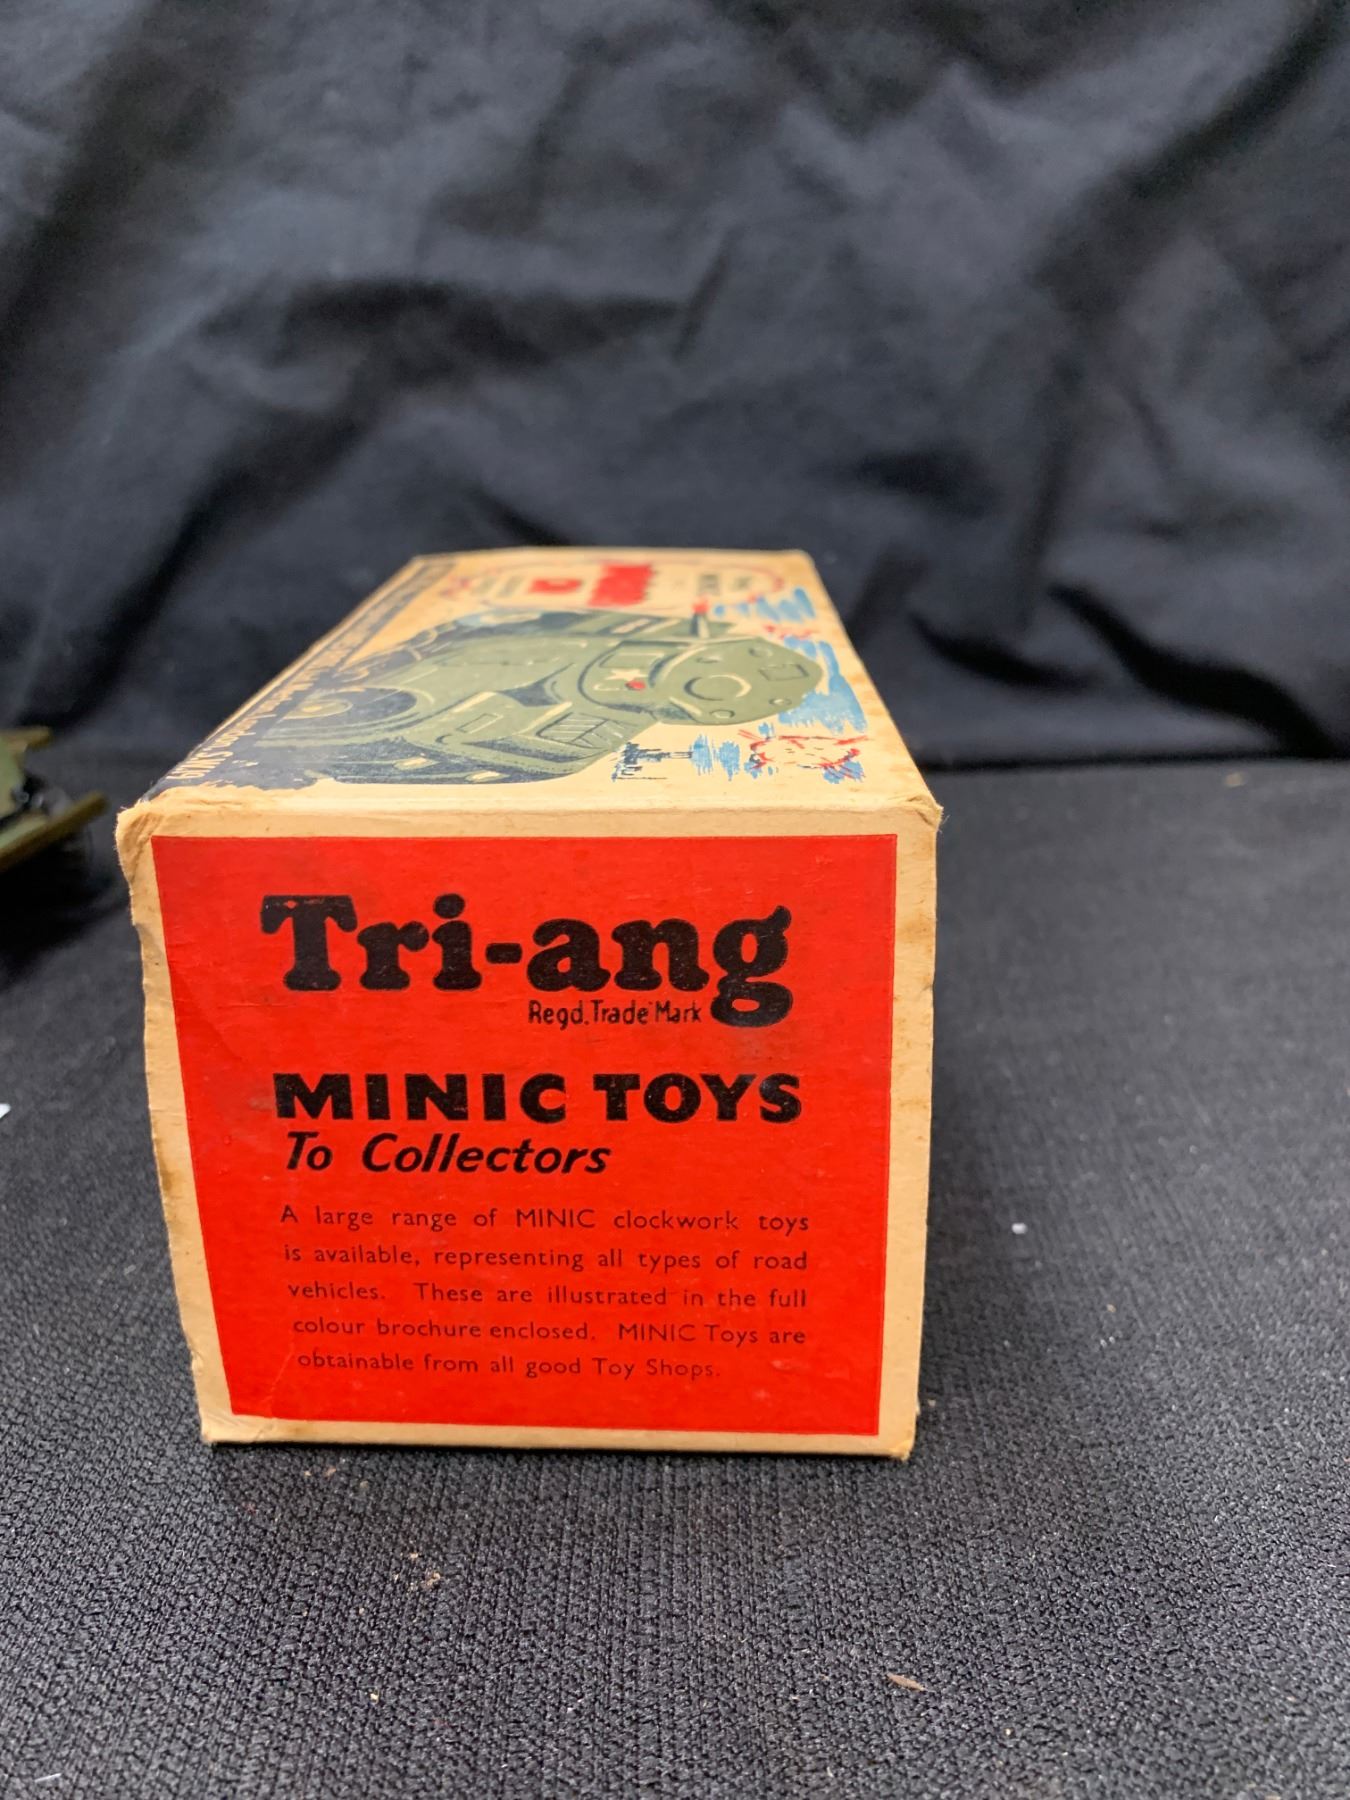 Tri-ang
Regd. Trade Mark
MINIC TOYS
To Collectors
A large range of MINIC clockwork toys
is available, representing all types of road
vehicles. These are illustrated in the full
colour brochure enclosed. MINIC Toys are
obtainable from all good Toy Shops.